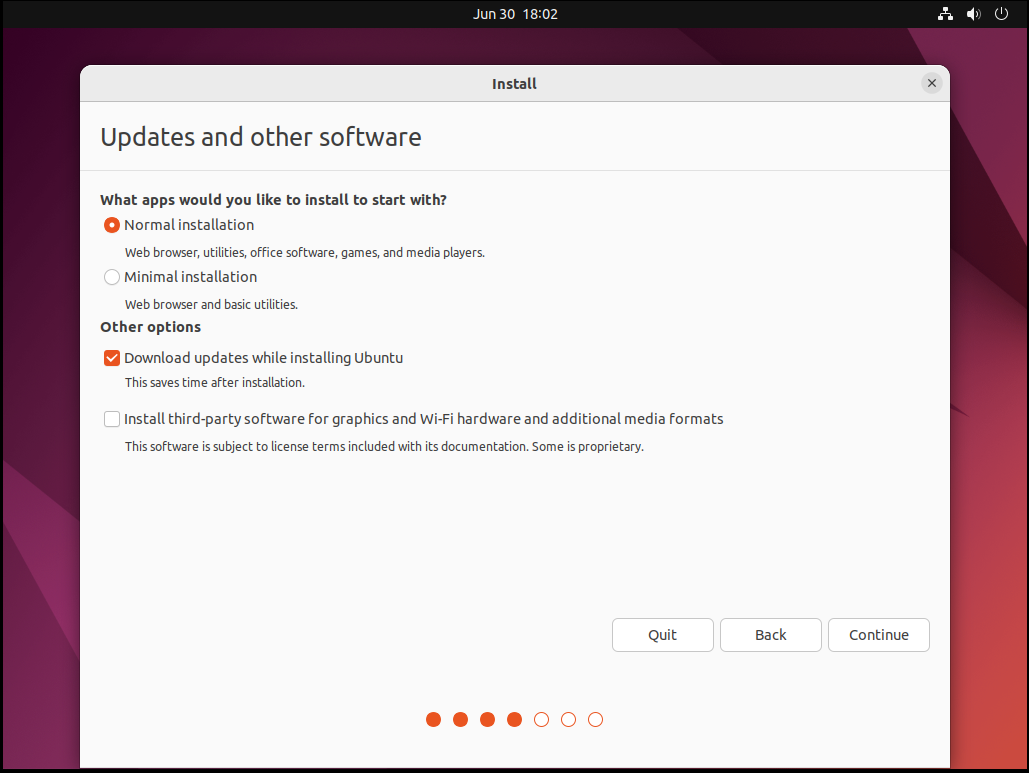 Jun 30 18:02
Install
Updates and other software
What apps would you like to install to start with?
Normal installation
Web browser, utilities, office software, games, and media players.
Minimal installation
Web browser and basic utilities.
Other options
Download updates while installing Ubuntu
This saves time after installation.
Install third-party software for graphics and Wi-Fi hardware and additional media formats
This software is subject to license terms included with its documentation. Some is proprietary.
Quit Back Continue